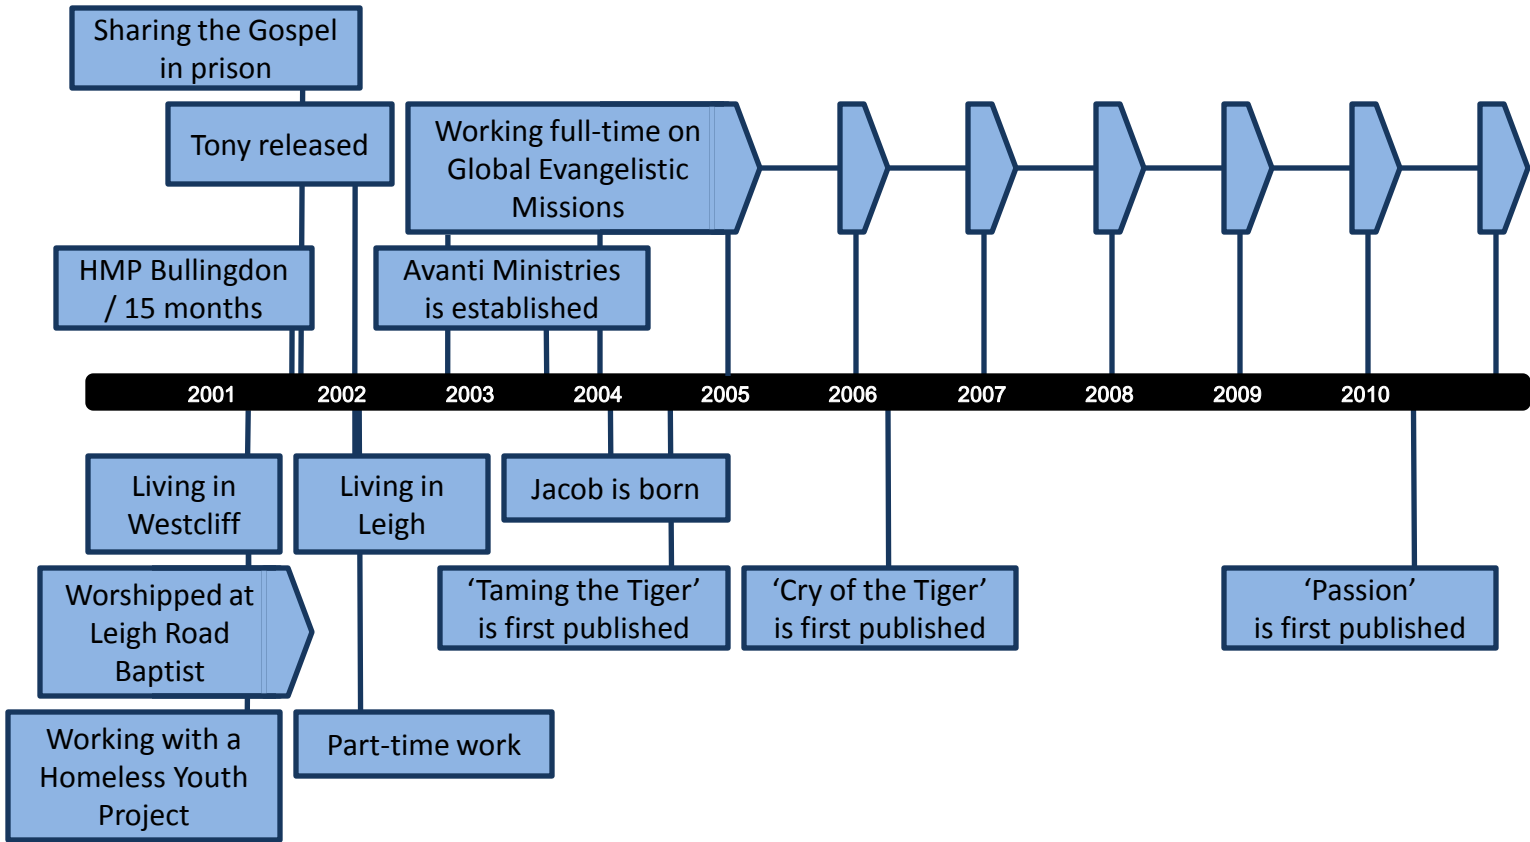 Sharing the Gospel
in prison
Tony released
Working full-time on
Global Evangelistic
Missions
HMP Bullingdon
/ 15 months
Avanti Ministries
is established
2001 2002 2003 2004 2005 2006 2007 2008 2009 2010
Living in
Westcliff
Living in
Leigh
Jacob is born
Worshipped at
Leigh Road
Baptist
‘Taming the Tiger’
is first published
‘Cry of the Tiger’
is first published
‘Passion’
is first published
Working with a
Homeless Youth
Project
Part-time work